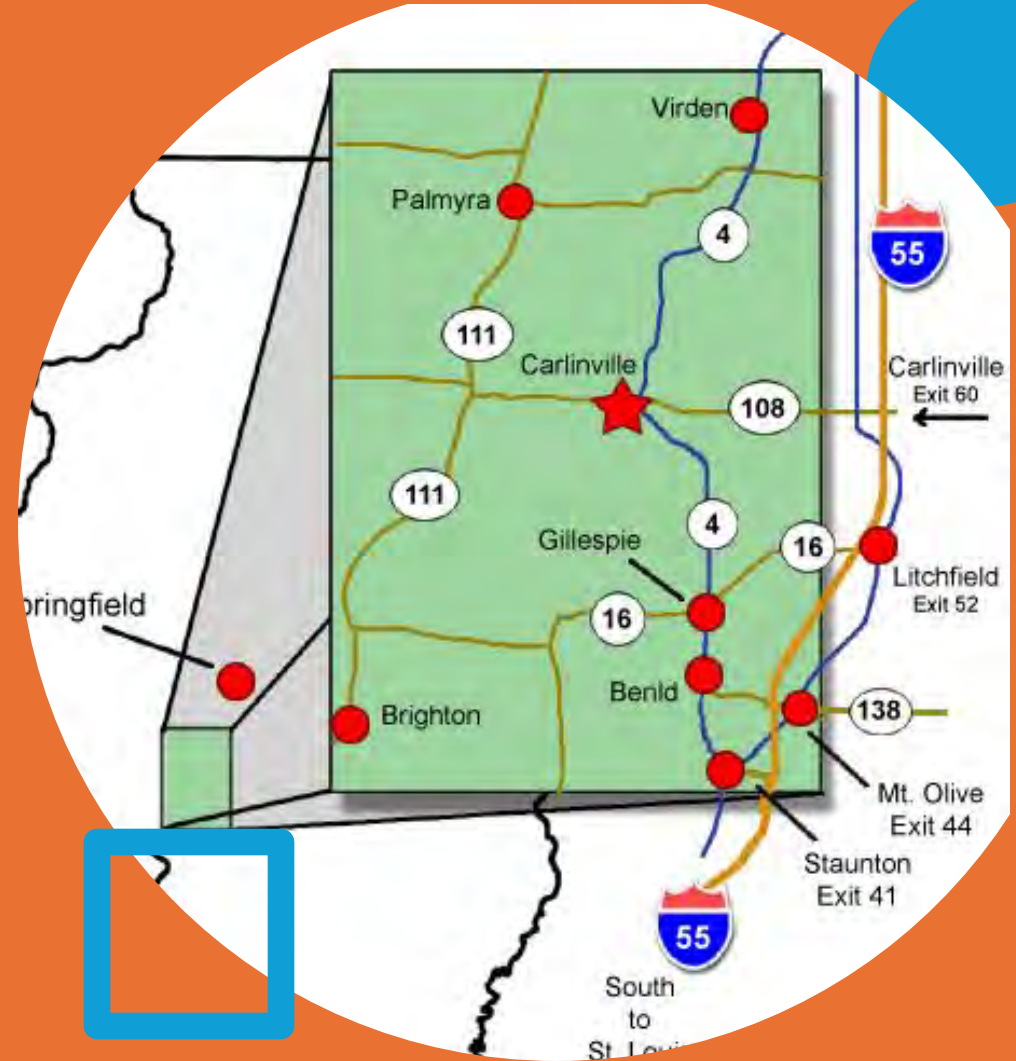 Virden
Palmyra
4
55
111
Carlinville
Carlinville
Exit 60
108
111
4
Gillespie
16
Litchfield
Exit 52
16
Benld
Brighton
138
Mt. Olive
Exit 44
Staunton
Exit 41
55
South
to
St.